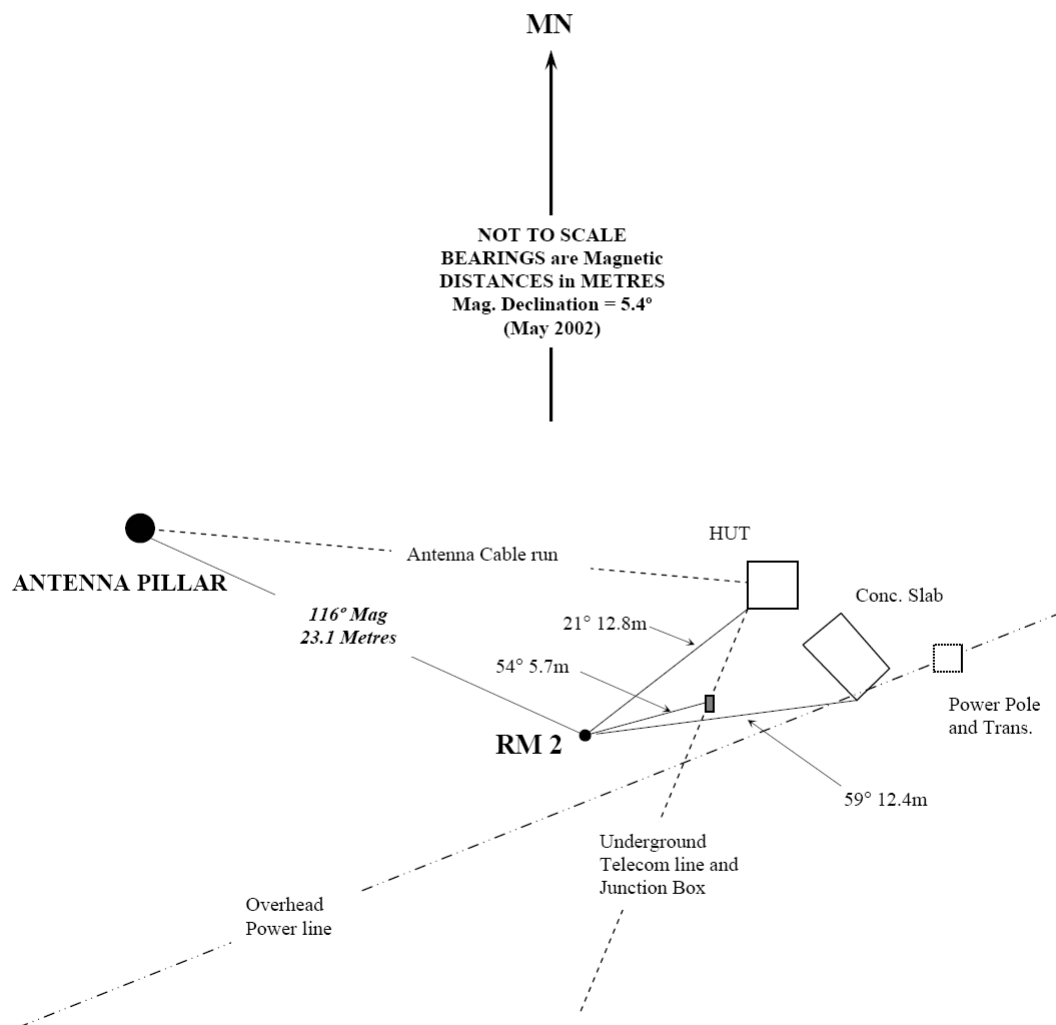 MN
NOT TO SCALE
BEARINGS are Magnetic
DISTANCES in METRES
Mag. Declination = 5.4º
(May 2002)
HUT
Antenna Cable run
ANTENNA PILLAR
Conc. Slab
116º Mag
23.1 Metres
21° 12.8m
54° 5.7m
Power Pole
and Trans.
RM 2
59° 12.4m
Underground
Telecom line and
Junction Box
Overhead
Power line